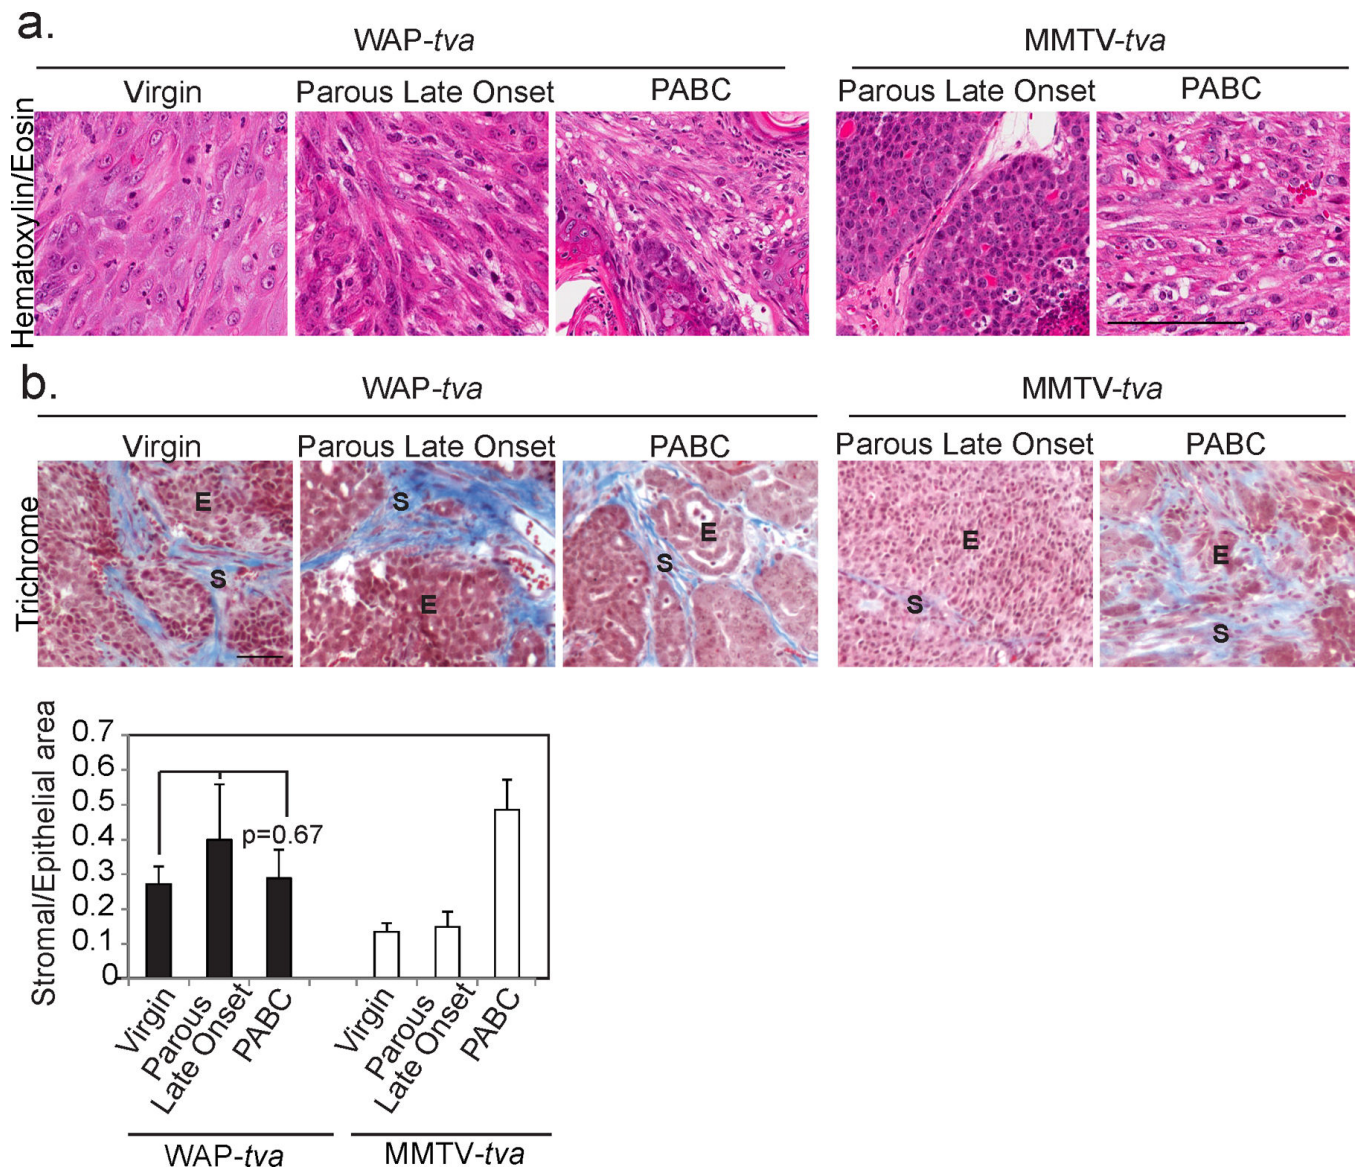 a.
WAP-tva MMTV-tva
Virgin Parous Late Onset PABC Parous Late Onset PABC
Hematoxylin/Eosin
b.
WAP-tva MMTV-tva
Virgin Parous Late Onset PABC Parous Late Onset PABC
Trichrome
E S
S E
E S
E S
E S
Stromal/Epithelial area
0.7
0.6
0.5
0.4
0.3
0.2
0.1
0
p=0.67
Virgin
Parous
Late Onset
PABC
Virgin
Parous
Late Onset
PABC
WAP-tva MMTV-tva